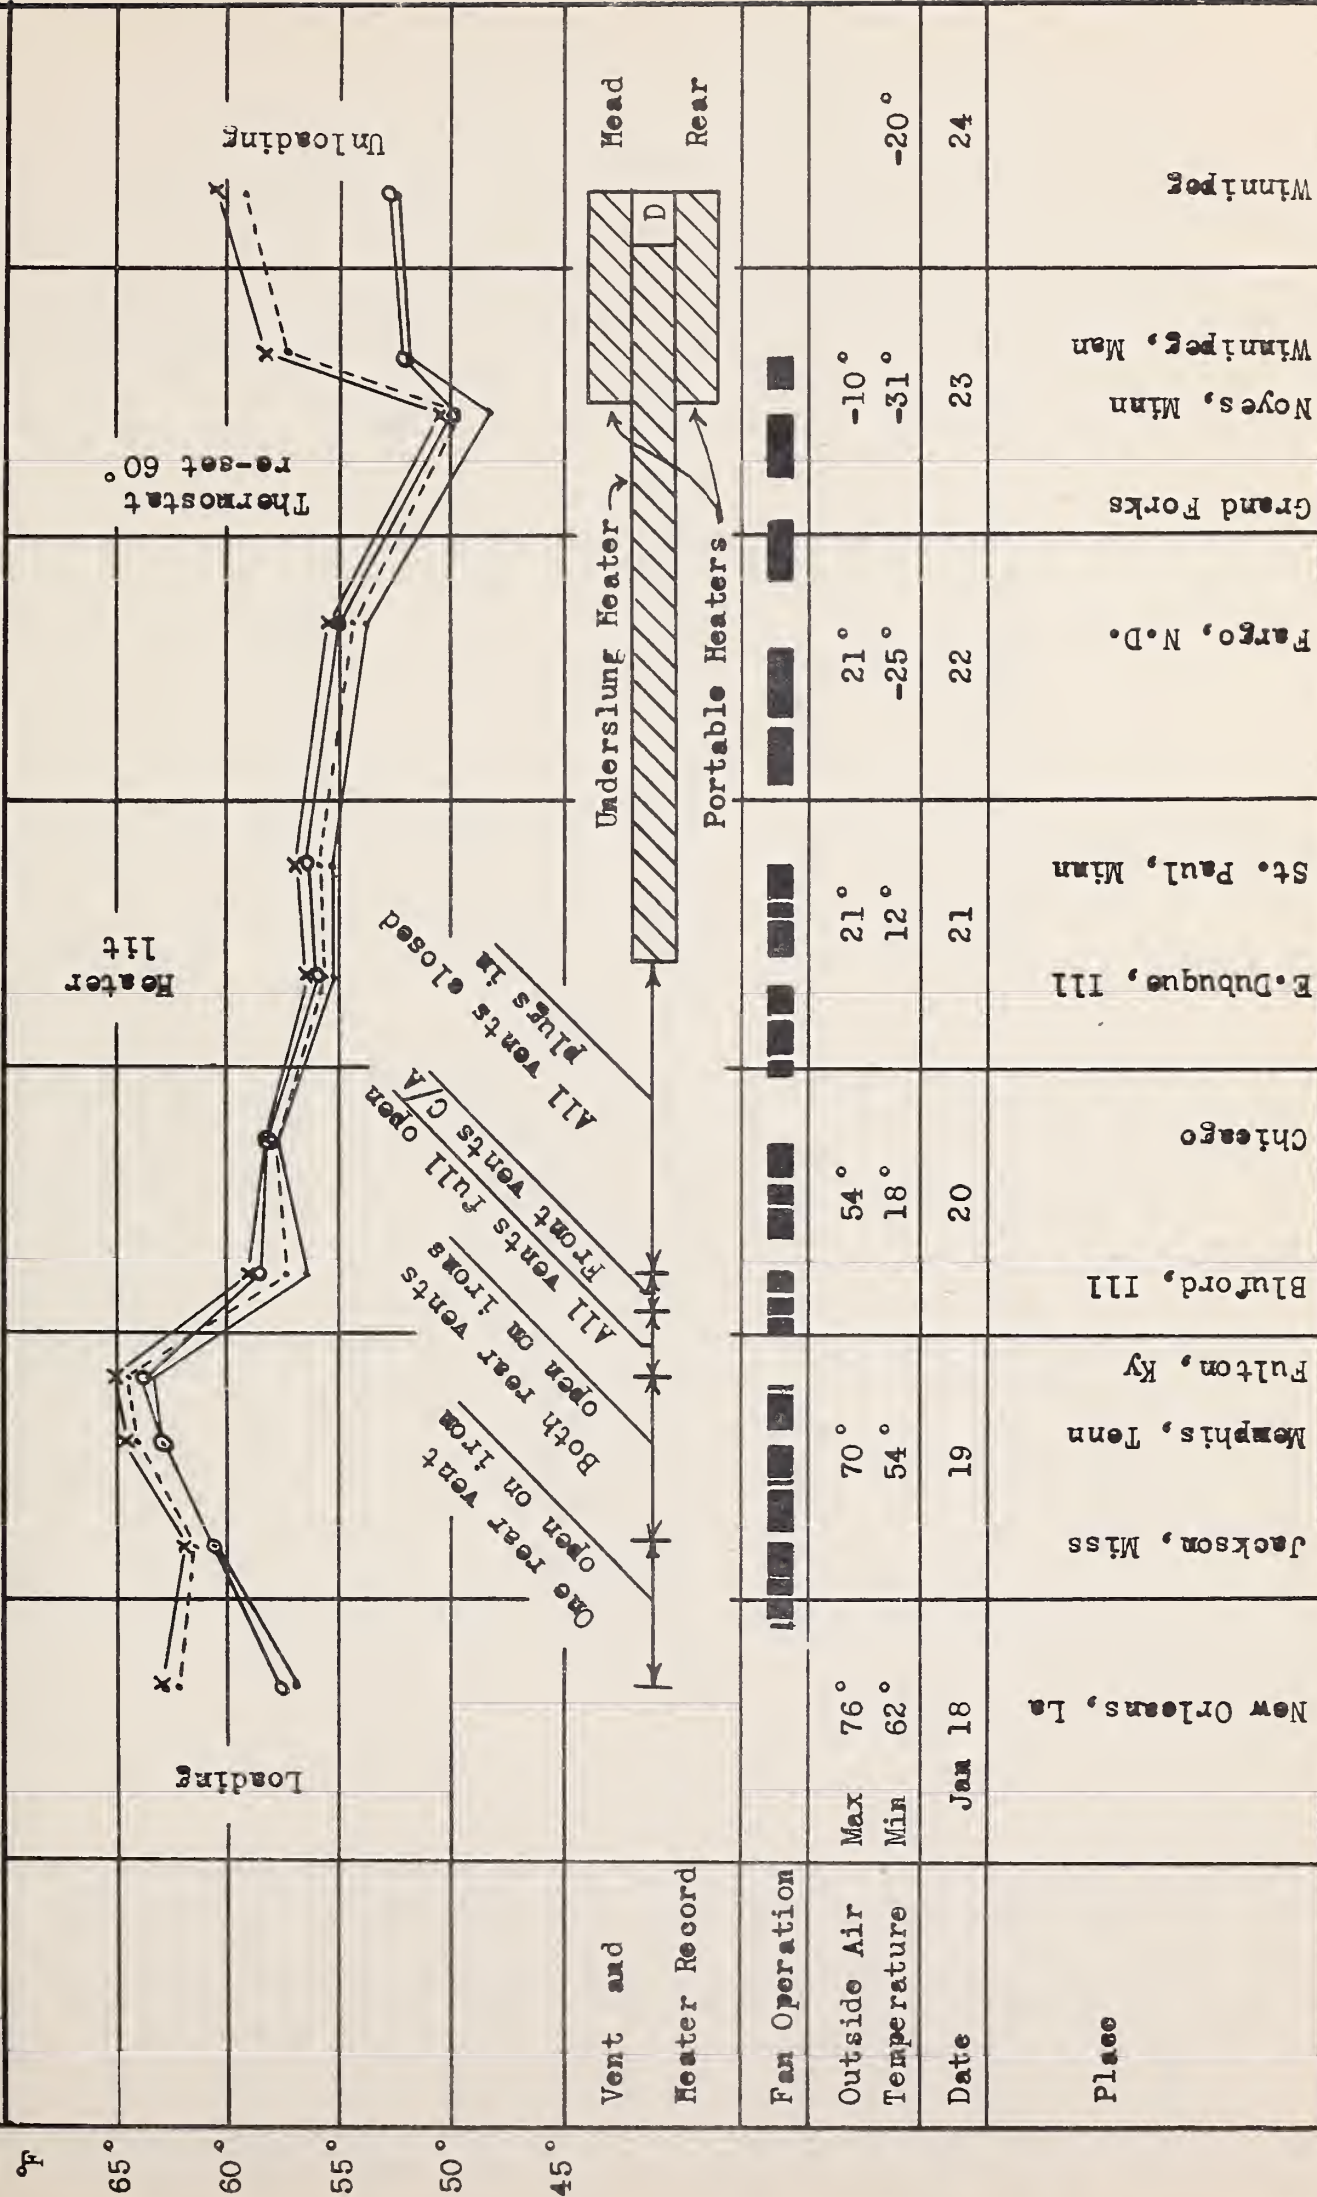 °F
65°
60°
55°
50°
45°
Loading
Heater
lit
Thermostat
re-set 60°
Unloading
Vent and
Heater Record
One rear vent
open on iron
Both rear vents
open on irons
All vents full open
Front vents C/A
All vents closed
plugs in
Underslung Heater
Portable Heaters
D
Head
Rear
Fan Operation
Outside Air Max 76° 70° 54° 21° 21° -10°
Temperature Min 62° 54° 18° 12° -25° -31° -20°
Date Jan 18 19 20 21 22 23 24
Place
New Orleans, La
Jackson, Miss
Memphis, Tenn
Fulton, Ky
Bluford, Ill
Chicago
E.Dubuque, Ill
St. Paul, Minn
Fargo, N.D.
Grand Forks
Noyes, Minn
Winnipeg, Man
Winnipeg